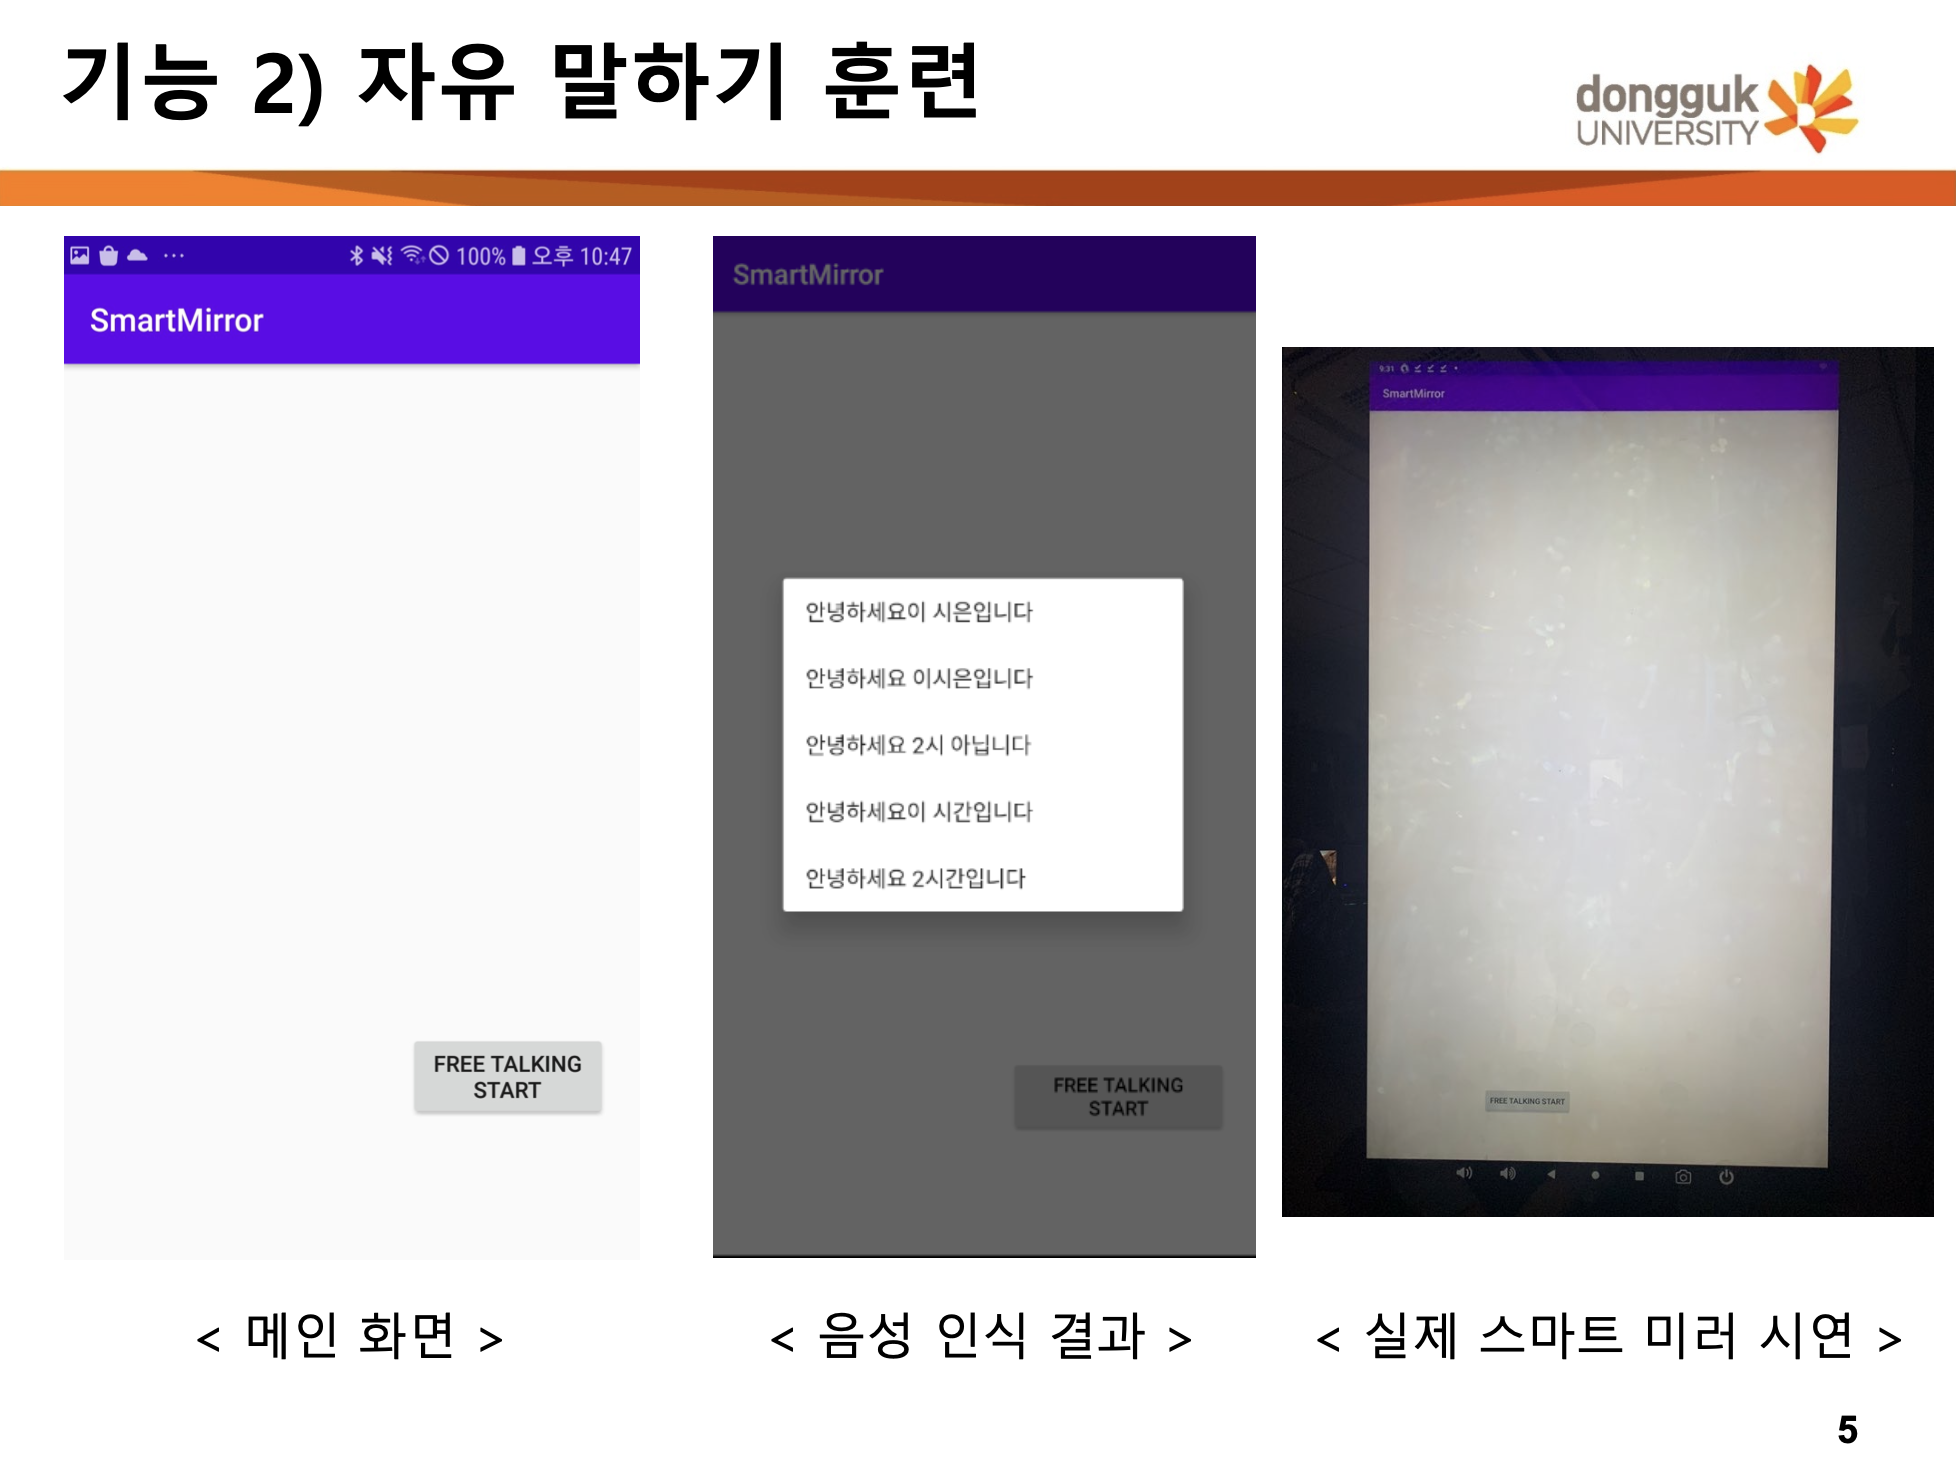 기능 2) 자유 말하기 훈련
dongguk
UNIVERSITY
100% 오후 10:47
SmartMirror
FREE TALKING
START
< 메인 화면 >
SmartMirror
안녕하세요이 시은입니다
안녕하세요 이시은입니다
안녕하세요 2시 아닙니다
안녕하세요이 시간입니다
안녕하세요 2시간입니다
FREE TALKING
START
< 음성 인식 결과 >
9:31
SmartMirror
FREE TALKING START
< 실제 스마트 미러 시연 >
5